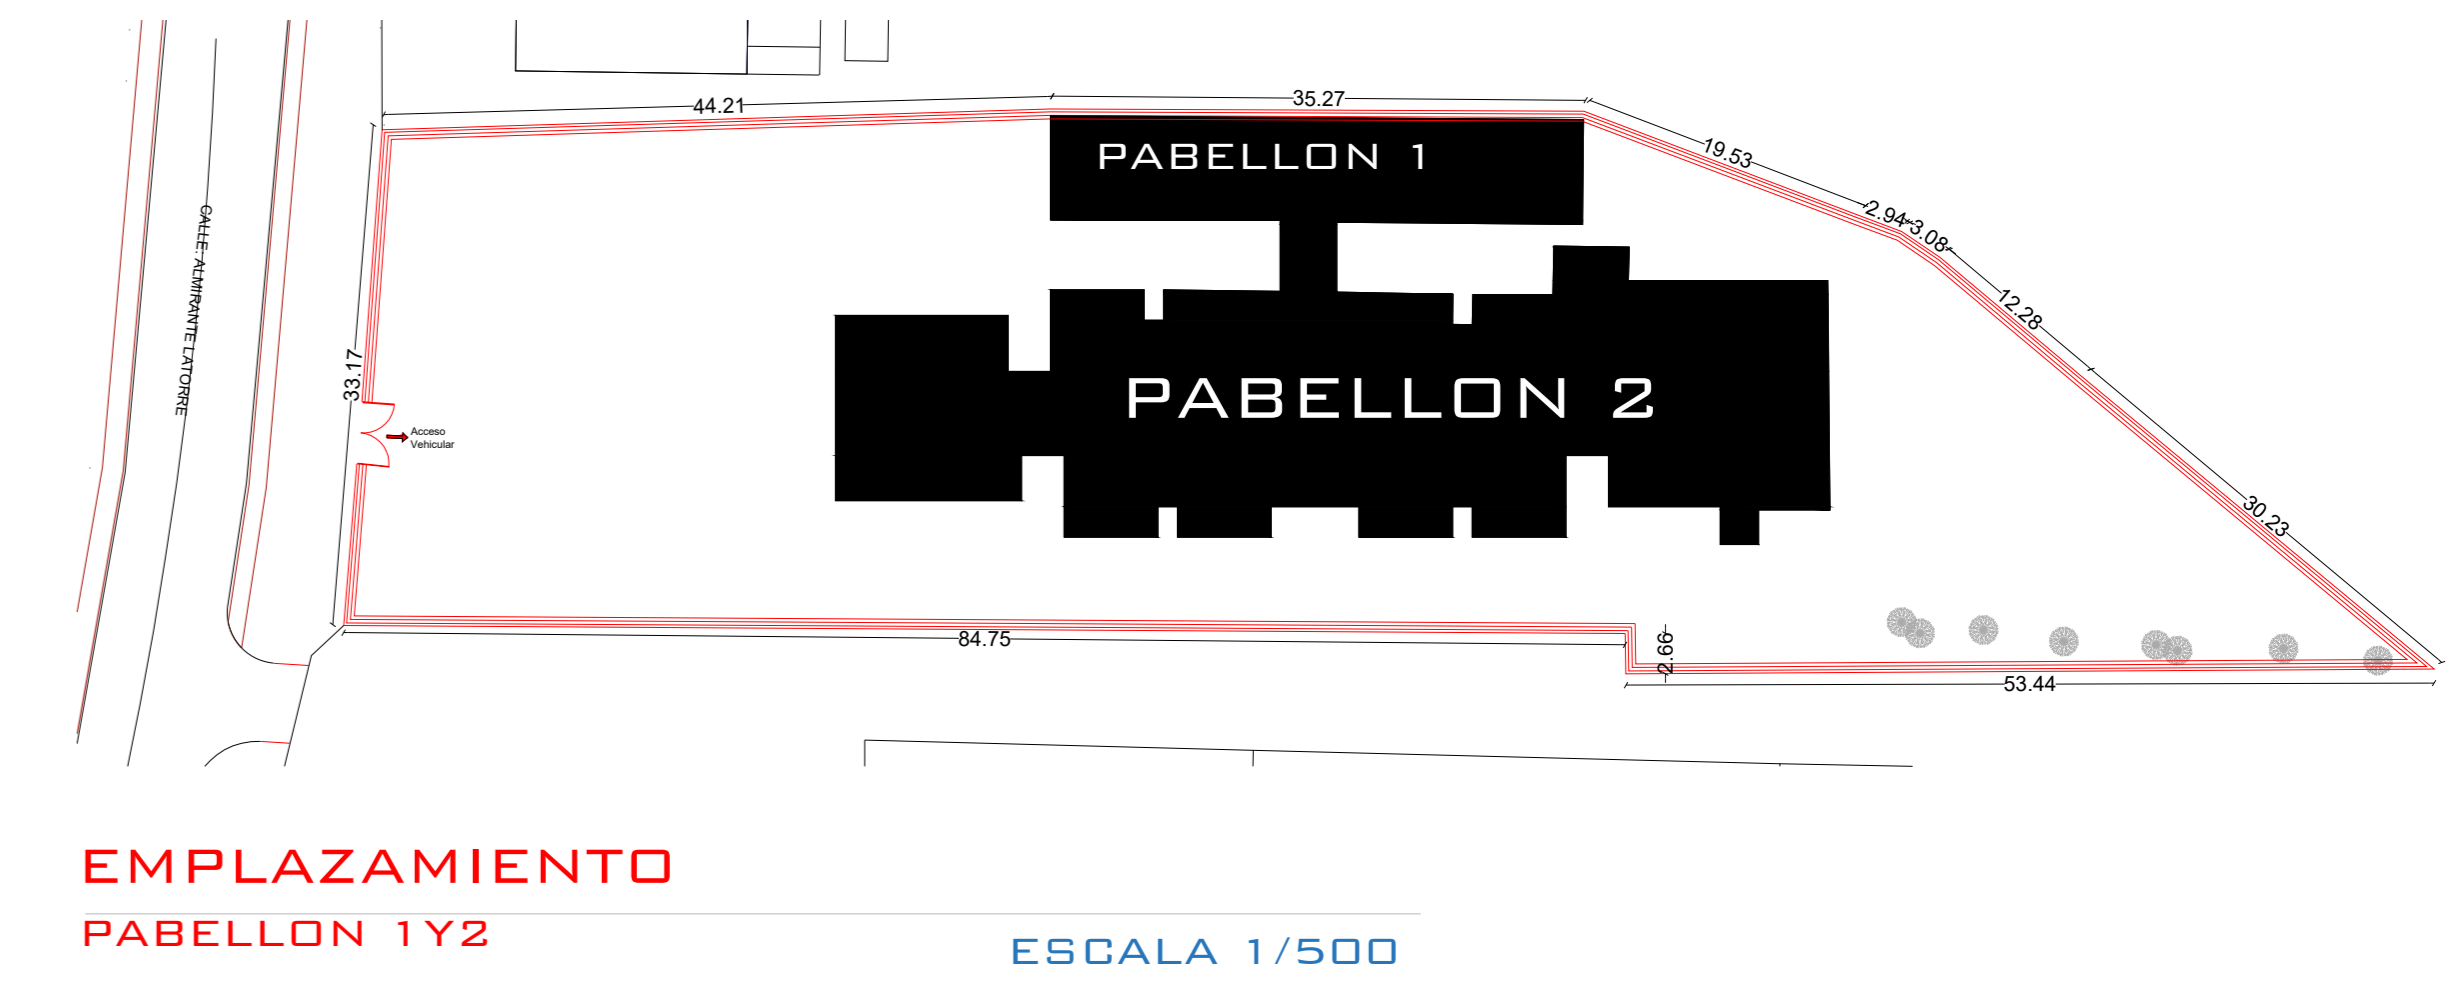 44.21
35.27
19.53
2.94
3.08
12.28
30.23
PABELLON 1
PABELLON 2
CALLE: ALMIRANTE LATORRE
33.17
Acceso
Vehicular
84.75
2.66
53.44
EMPLAZAMIENTO
PABELLON 1Y2
ESCALA 1/500